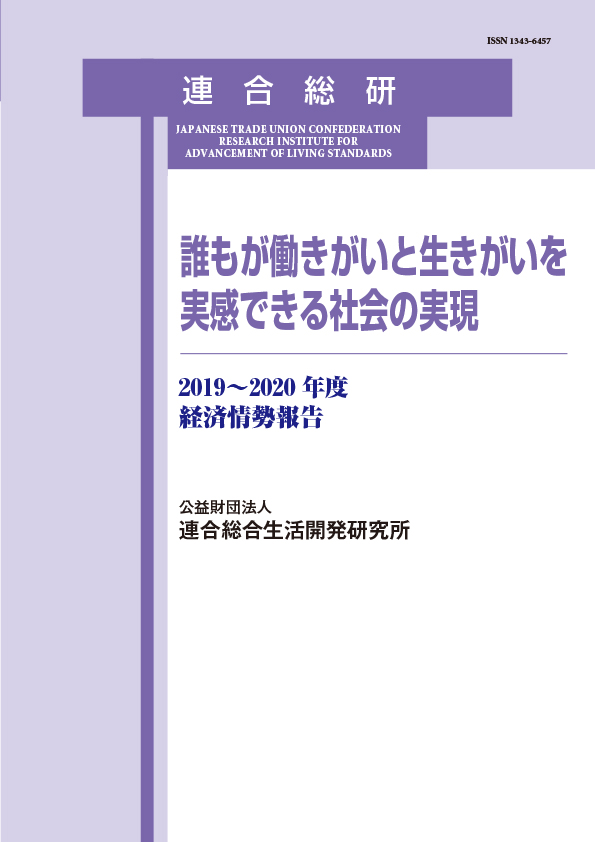 ISSN 1343-6457
連合総研
JAPANESE TRADE UNION CONFEDERATION
RESEARCH INSTITUTE FOR
ADVANCEMENT OF LIVING STANDARDS
誰もが働きがいと生きがいを
実感できる社会の実現
2019～2020 年度
経済情勢報告
公益財団法人
連合総合生活開発研究所